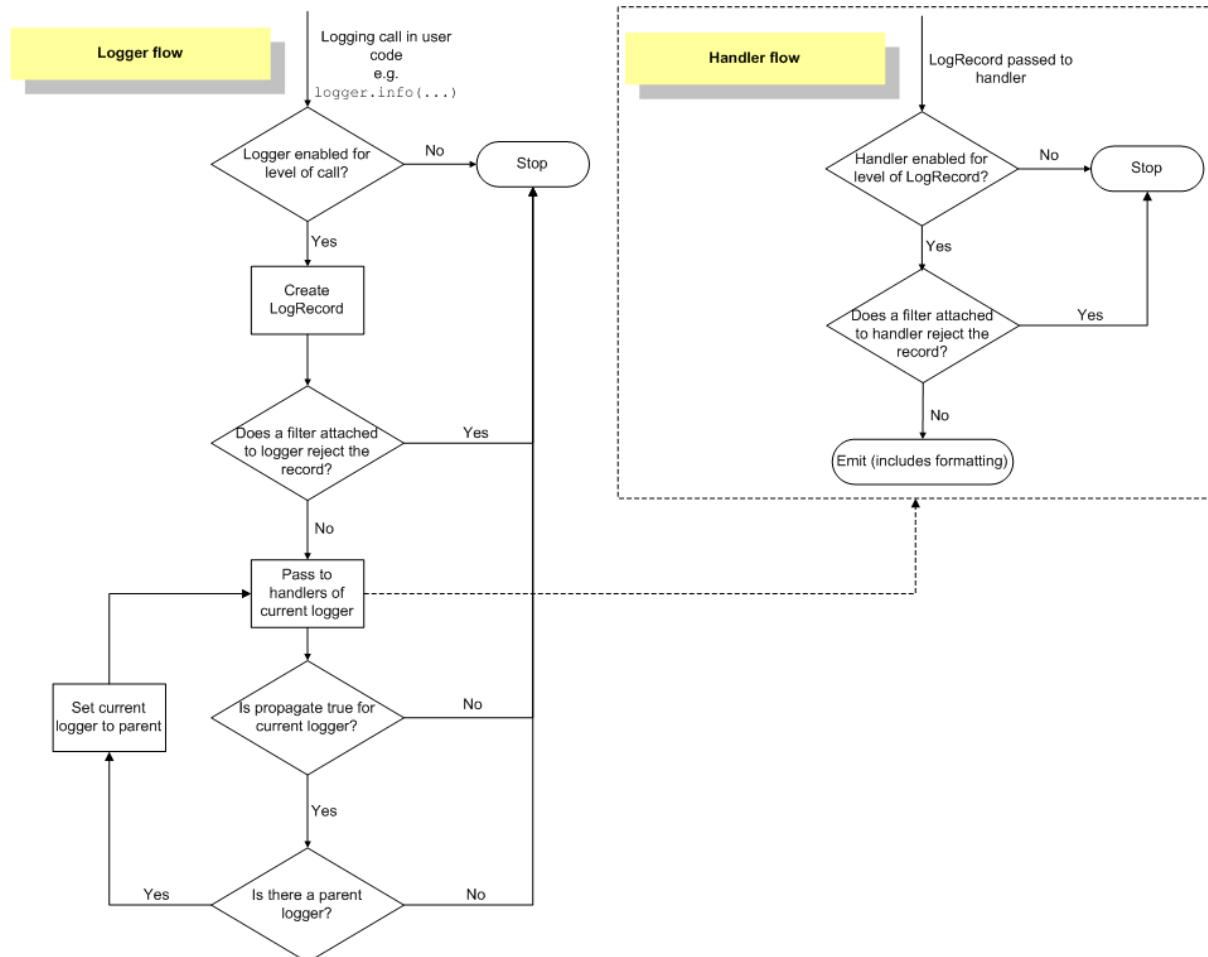 Logger flow
Logging call in user
code
e.g.
logger.info(...)
Logger enabled for
level of call?
No
Stop
Yes
Create
LogRecord
Does a filter attached
to logger reject the
record?
Yes
No
Pass to
handlers of
current logger
Is propagate true for
current logger?
No
Set current
logger to parent
Yes
Is there a parent
logger?
Yes
No
Handler flow
LogRecord passed to
handler
Handler enabled for
level of LogRecord?
No
Stop
Yes
Does a filter attached
to handler reject the
record?
Yes
No
Emit (includes formatting)